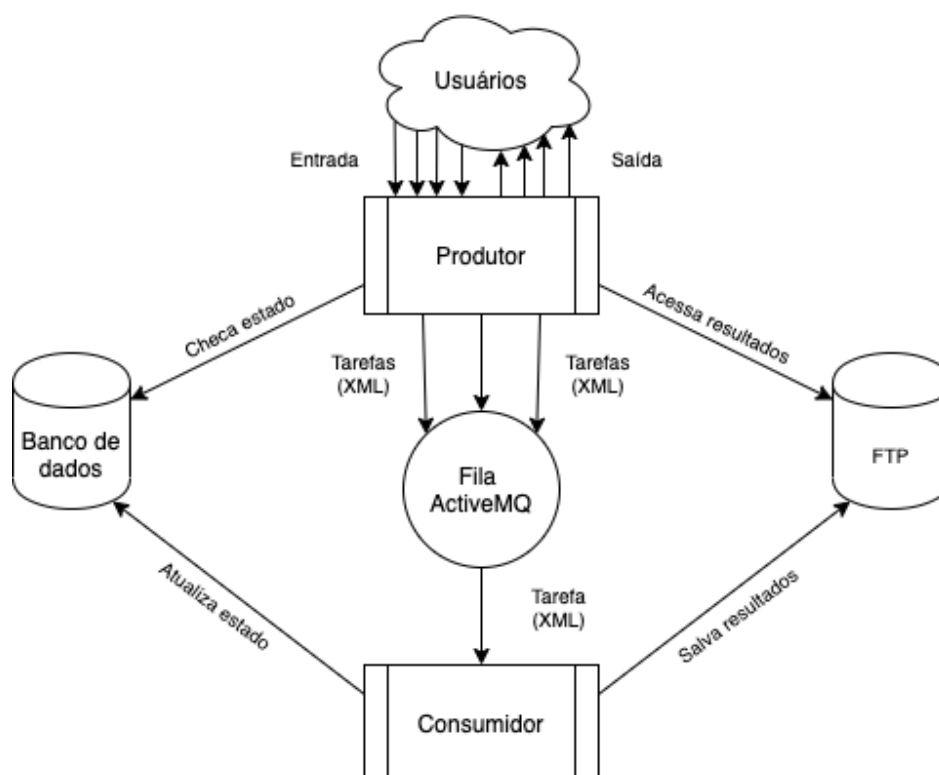 Usuários
Entrada
Saída
Produtor
Checa estado
Acessa resultados
Tarefas
(XML)
Tarefas
(XML)
Banco de
dados
Fila
ActiveMQ
FTP
Atualiza estado
Tarefa
(XML)
Salva resultados
Consumidor